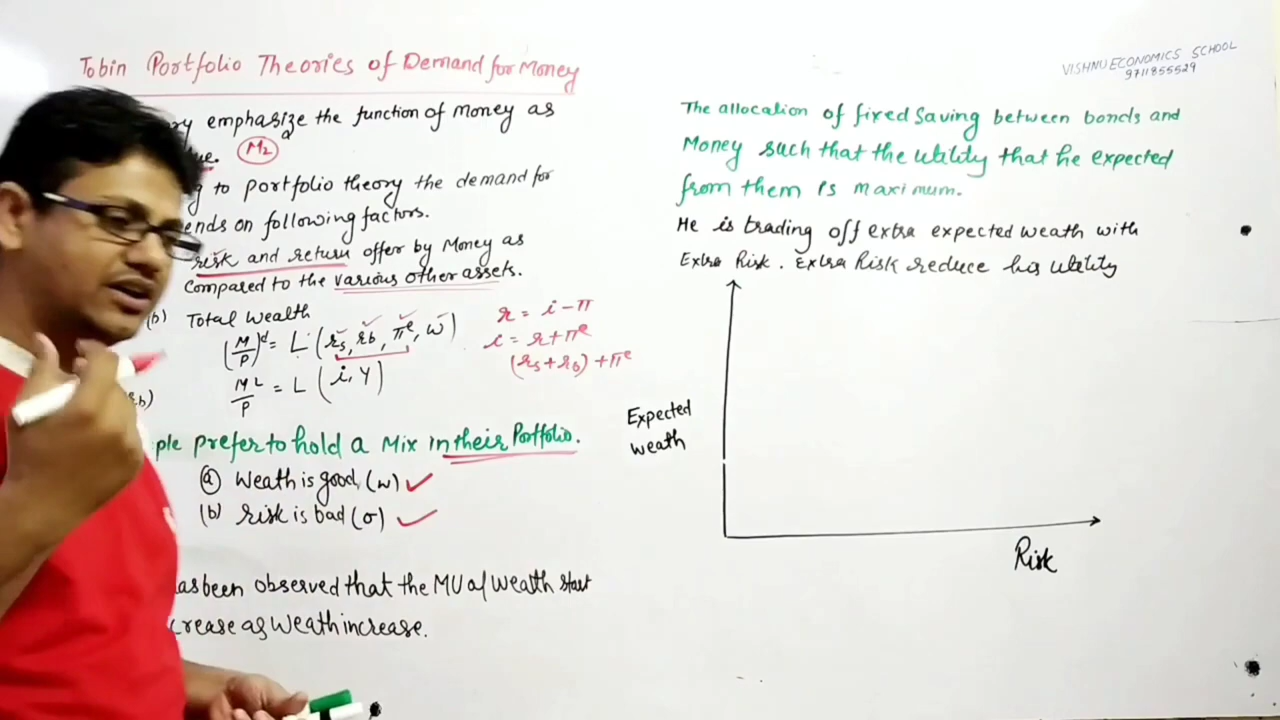 Tobin Portfolio Theories of Demand for Money
ry emphasize the function of Money as
a
ue. M2
g to portfolio theory the demand for
ends on following factors.
risk and return offer by Money as
Compared to the various other assets.
(b) Total Wealth
(M/P)^d = L (rs, rb, π^e, w)
M^L/P = L (i, Y)
r = i - π
i = r + π^e
(rs + rb) + π^e
b)
ple prefer to hold a Mix in their Portfolio.
(a) Weath is good (w) ✓
(b) risk is bad (σ) ✓
as been observed that the MU of Weath start
crease as Weath increase.
VISHNU ECONOMICS SCHOOL
9711855529
The allocation of fixed Saving between bonds and
Money such that the utility that he expected
from them is maximum.
He is trading off extra expected weath with
Extra Risk. Extra Risk reduce his utility
Expected
weath
Risk